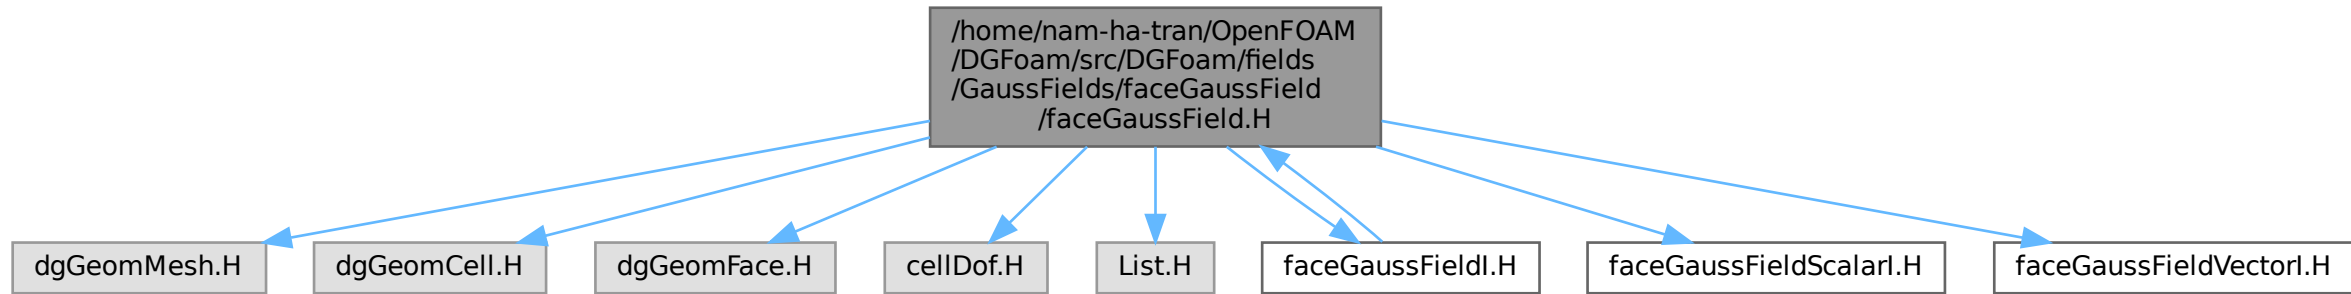 /home/nam-ha-tran/OpenFOAM
/DGFoam/src/DGFoam/fields
/GaussFields/faceGaussField
/faceGaussField.H
dgGeomMesh.H
dgGeomCell.H
dgGeomFace.H
cellDof.H
List.H
faceGaussFieldI.H
faceGaussFieldScalarI.H
faceGaussFieldVectorI.H